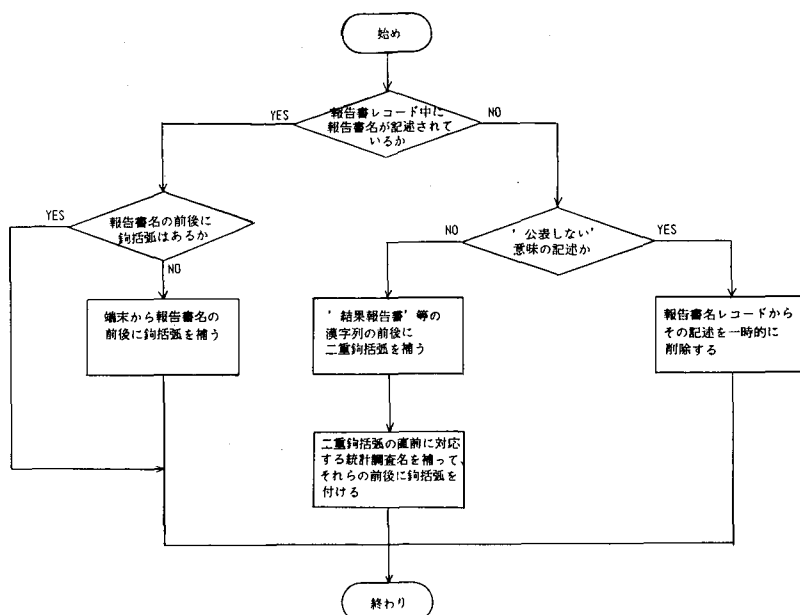 始め
報告書レコード中に
報告書名が記述されて
いるか
YES
NO
報告書名の前後に
鉤括弧はあるか
YES
NO
'公表しない'
意味の記述か
NO
YES
端末から報告書名の
前後に鉤括弧を補う
'結果報告書'等の
漢字列の前後に
二重鉤括弧を補う
報告書名レコードから
その記述を一時的に
削除する
二重鉤括弧の直前に対応
する統計調査名を補って、
それらの前後に鉤括弧を
付ける
終わり